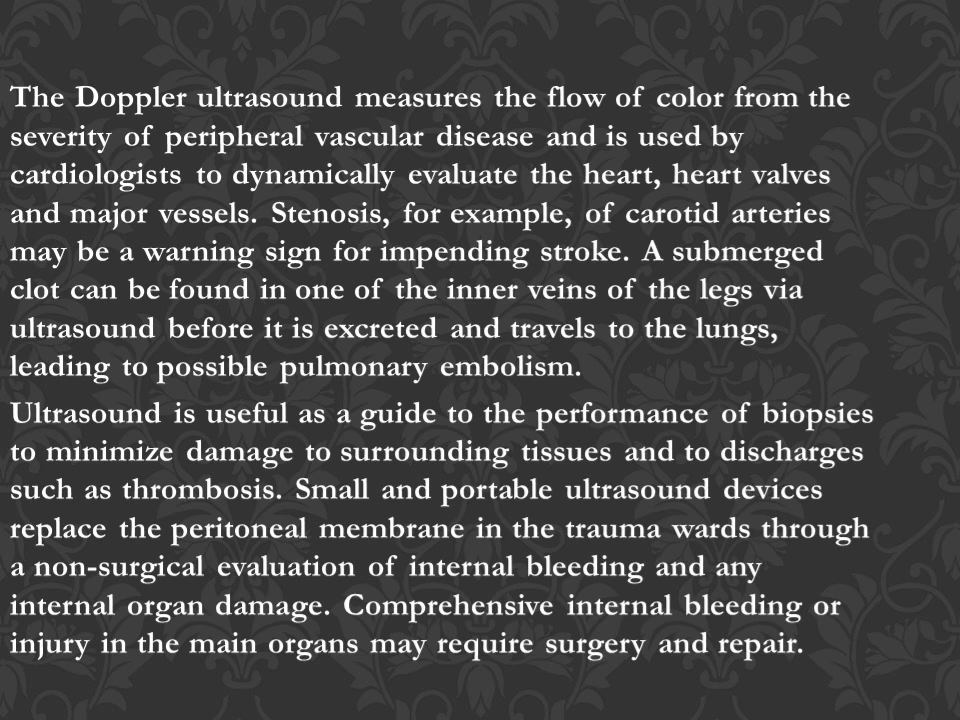 The Doppler ultrasound measures the flow of color from the
severity of peripheral vascular disease and is used by
cardiologists to dynamically evaluate the heart, heart valves
and major vessels. Stenosis, for example, of carotid arteries
may be a warning sign for impending stroke. A submerged
clot can be found in one of the inner veins of the legs via
ultrasound before it is excreted and travels to the lungs,
leading to possible pulmonary embolism.
Ultrasound is useful as a guide to the performance of biopsies
to minimize damage to surrounding tissues and to discharges
such as thrombosis. Small and portable ultrasound devices
replace the peritoneal membrane in the trauma wards through
a non-surgical evaluation of internal bleeding and any
internal organ damage. Comprehensive internal bleeding or
injury in the main organs may require surgery and repair.